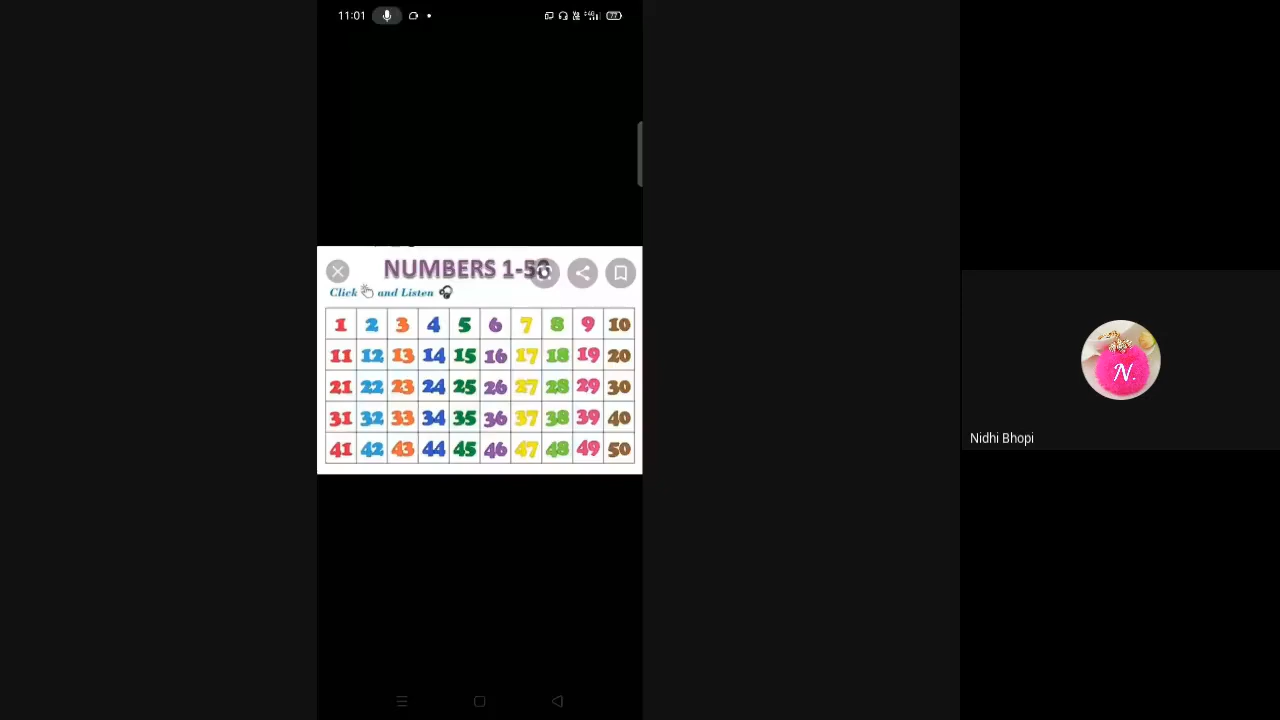 11:01
NUMBERS 1-50
Click and Listen
1 2 3 4 5 6 7 8 9 10
11 12 13 14 15 16 17 18 19 20
21 22 23 24 25 26 27 28 29 30
31 32 33 34 35 36 37 38 39 40
41 42 43 44 45 46 47 48 49 50
N.
Nidhi Bhopi